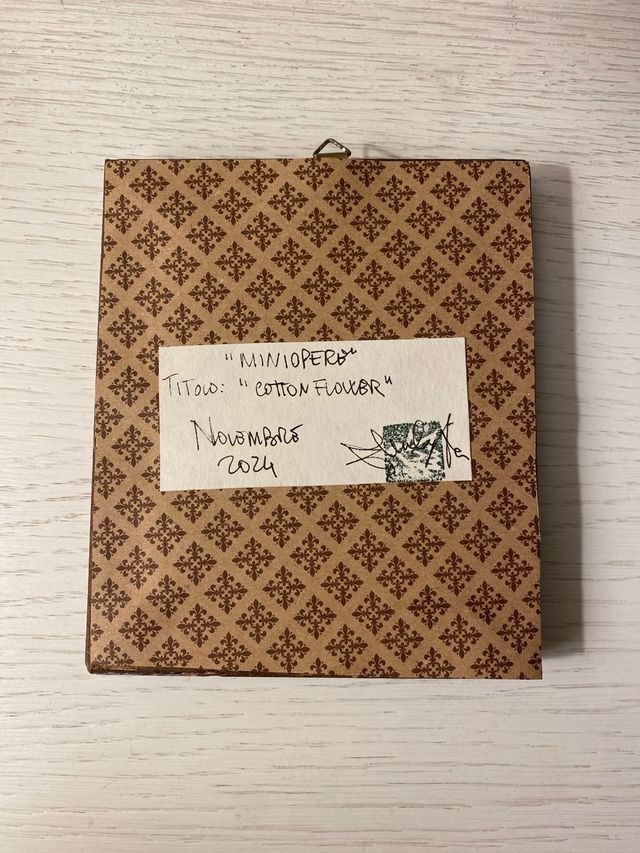 "MINIOPERE"
TITOLO: "COTTON FLOWER"
NOVEMBRE
2024